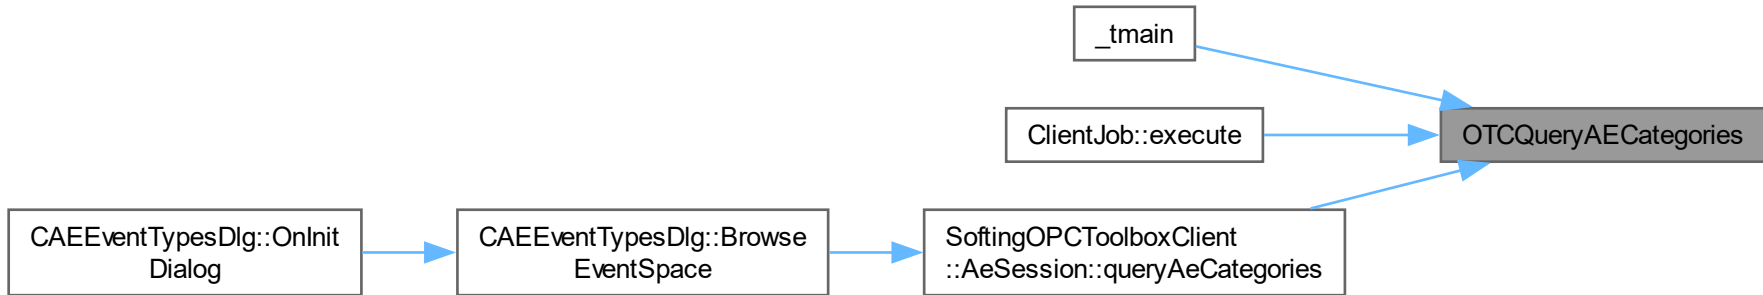 _tmain
ClientJob::execute
OTCQueryAECategories
CAEEventTypesDlg::OnInit
Dialog
CAEEventTypesDlg::Browse
EventSpace
SoftingOPCToolboxClient
::AeSession::queryAeCategories